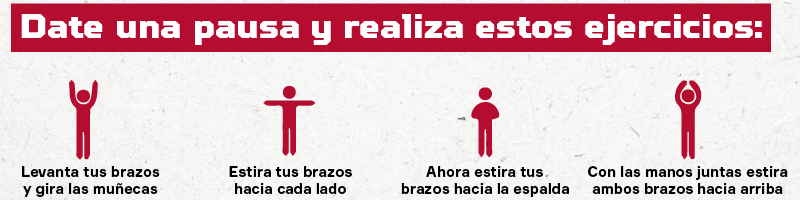 Date una pausa y realiza estos ejercicios:
Levanta tus brazos
y gira las muñecas
Estira tus brazos
hacia cada lado
Ahora estira tus
brazos hacia la espalda
Con las manos juntas estira
ambos brazos hacia arriba